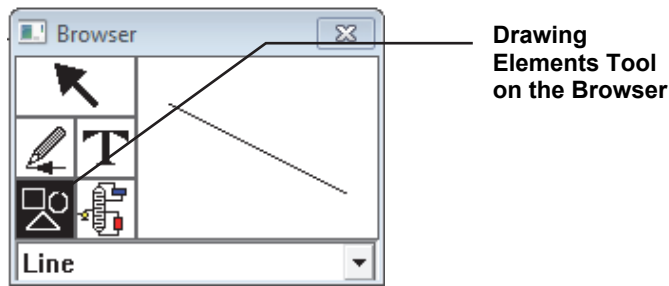 Browser
T
Line
Drawing
Elements Tool
on the Browser